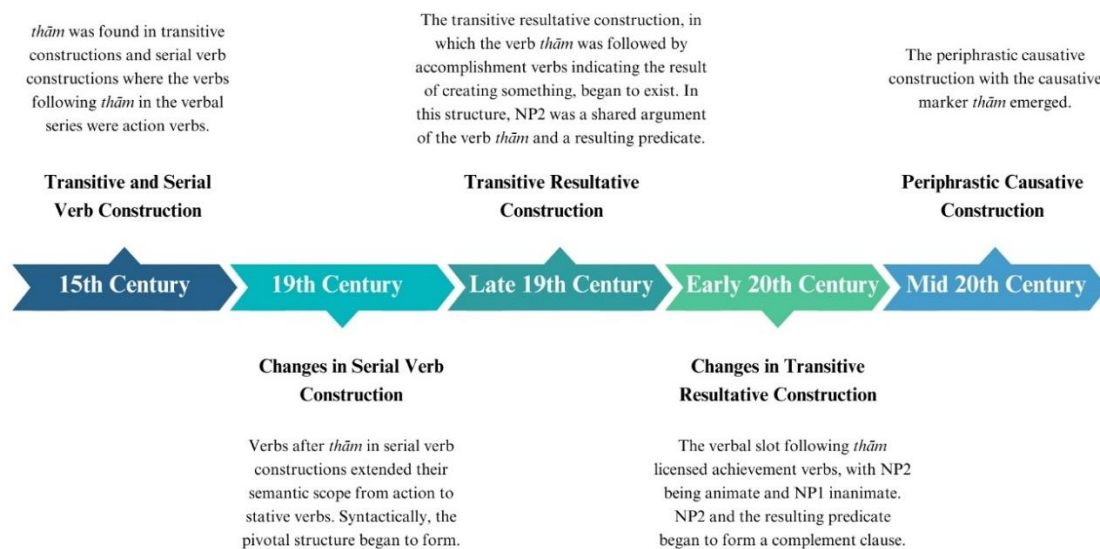 thām was found in transitive
constructions and serial verb
constructions where the verbs
following thām in the verbal
series were action verbs.
Transitive and Serial
Verb Construction
The transitive resultative construction, in
which the verb thām was followed by
accomplishment verbs indicating the result
of creating something, began to exist. In
this structure, NP2 was a shared argument
of the verb thām and a resulting predicate.
Transitive Resultative
Construction
The periphrastic causative
construction with the causative
marker thām emerged.
Periphrastic Causative
Construction
15th Century
19th Century
Late 19th Century
Early 20th Century
Mid 20th Century
Changes in Serial Verb
Construction
Verbs after thām in serial verb
constructions extended their
semantic scope from action to
stative verbs. Syntactically, the
pivotal structure began to form.
Changes in Transitive
Resultative Construction
The verbal slot following thām
licensed achievement verbs, with NP2
being animate and NP1 inanimate.
NP2 and the resulting predicate
began to form a complement clause.